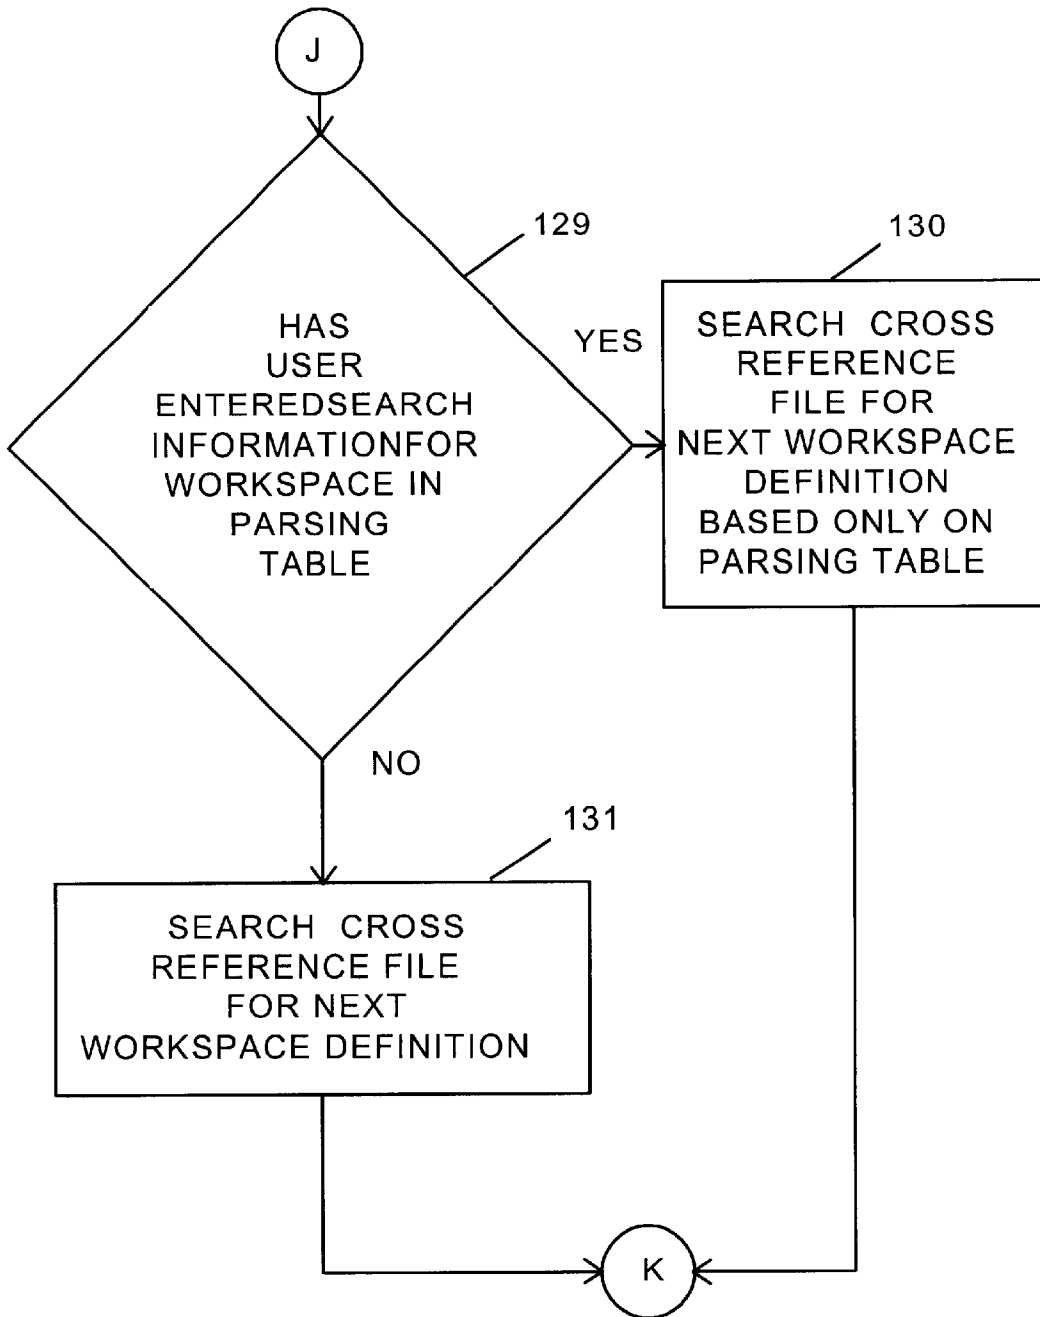 J
129
HAS
USER
ENTEREDSEARCH
INFORMATIONFOR
WORKSPACE IN
PARSING
TABLE
YES
130
SEARCH CROSS
REFERENCE
FILE FOR
NEXT WORKSPACE
DEFINITION
BASED ONLY ON
PARSING TABLE
NO
131
SEARCH CROSS
REFERENCE FILE
FOR NEXT
WORKSPACE DEFINITION
K